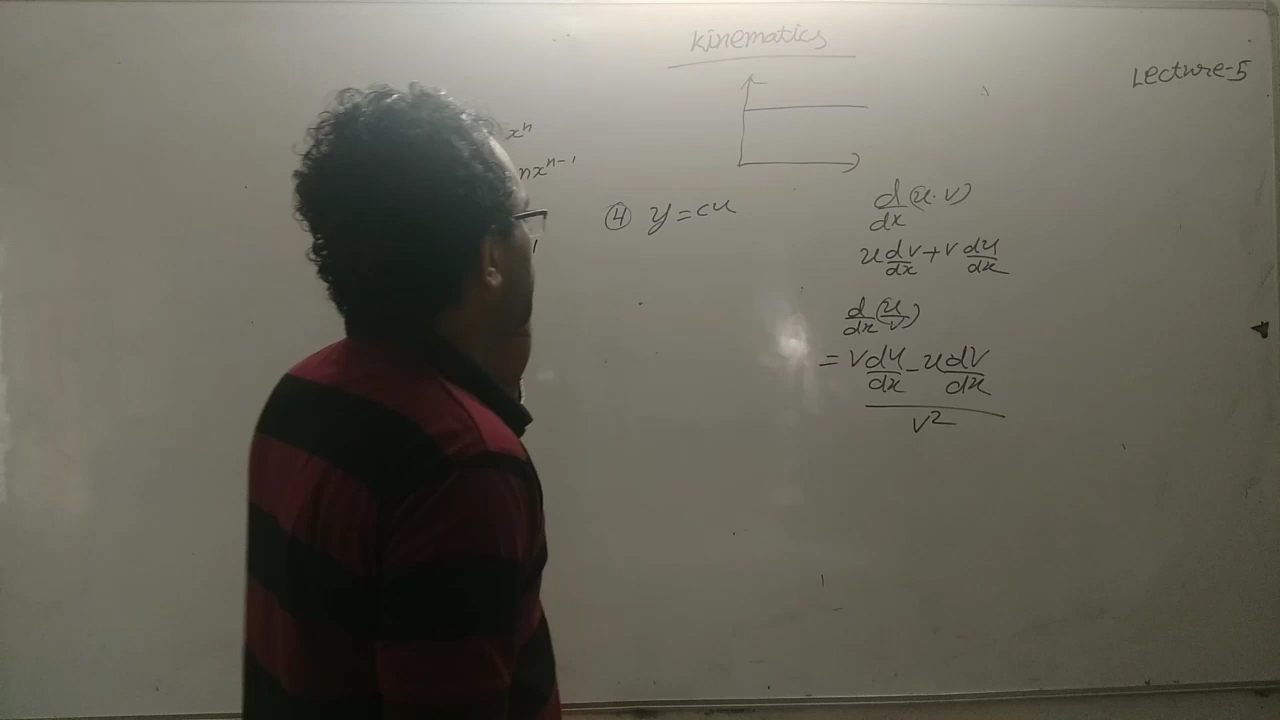 Kinematics
Lecture-5
xⁿ
nxⁿ⁻¹
④ y=cu
d/dx (u·v)
u dv/dx + v du/dx
d/dx (u/v)
= (v du/dx - u dv/dx) / v²